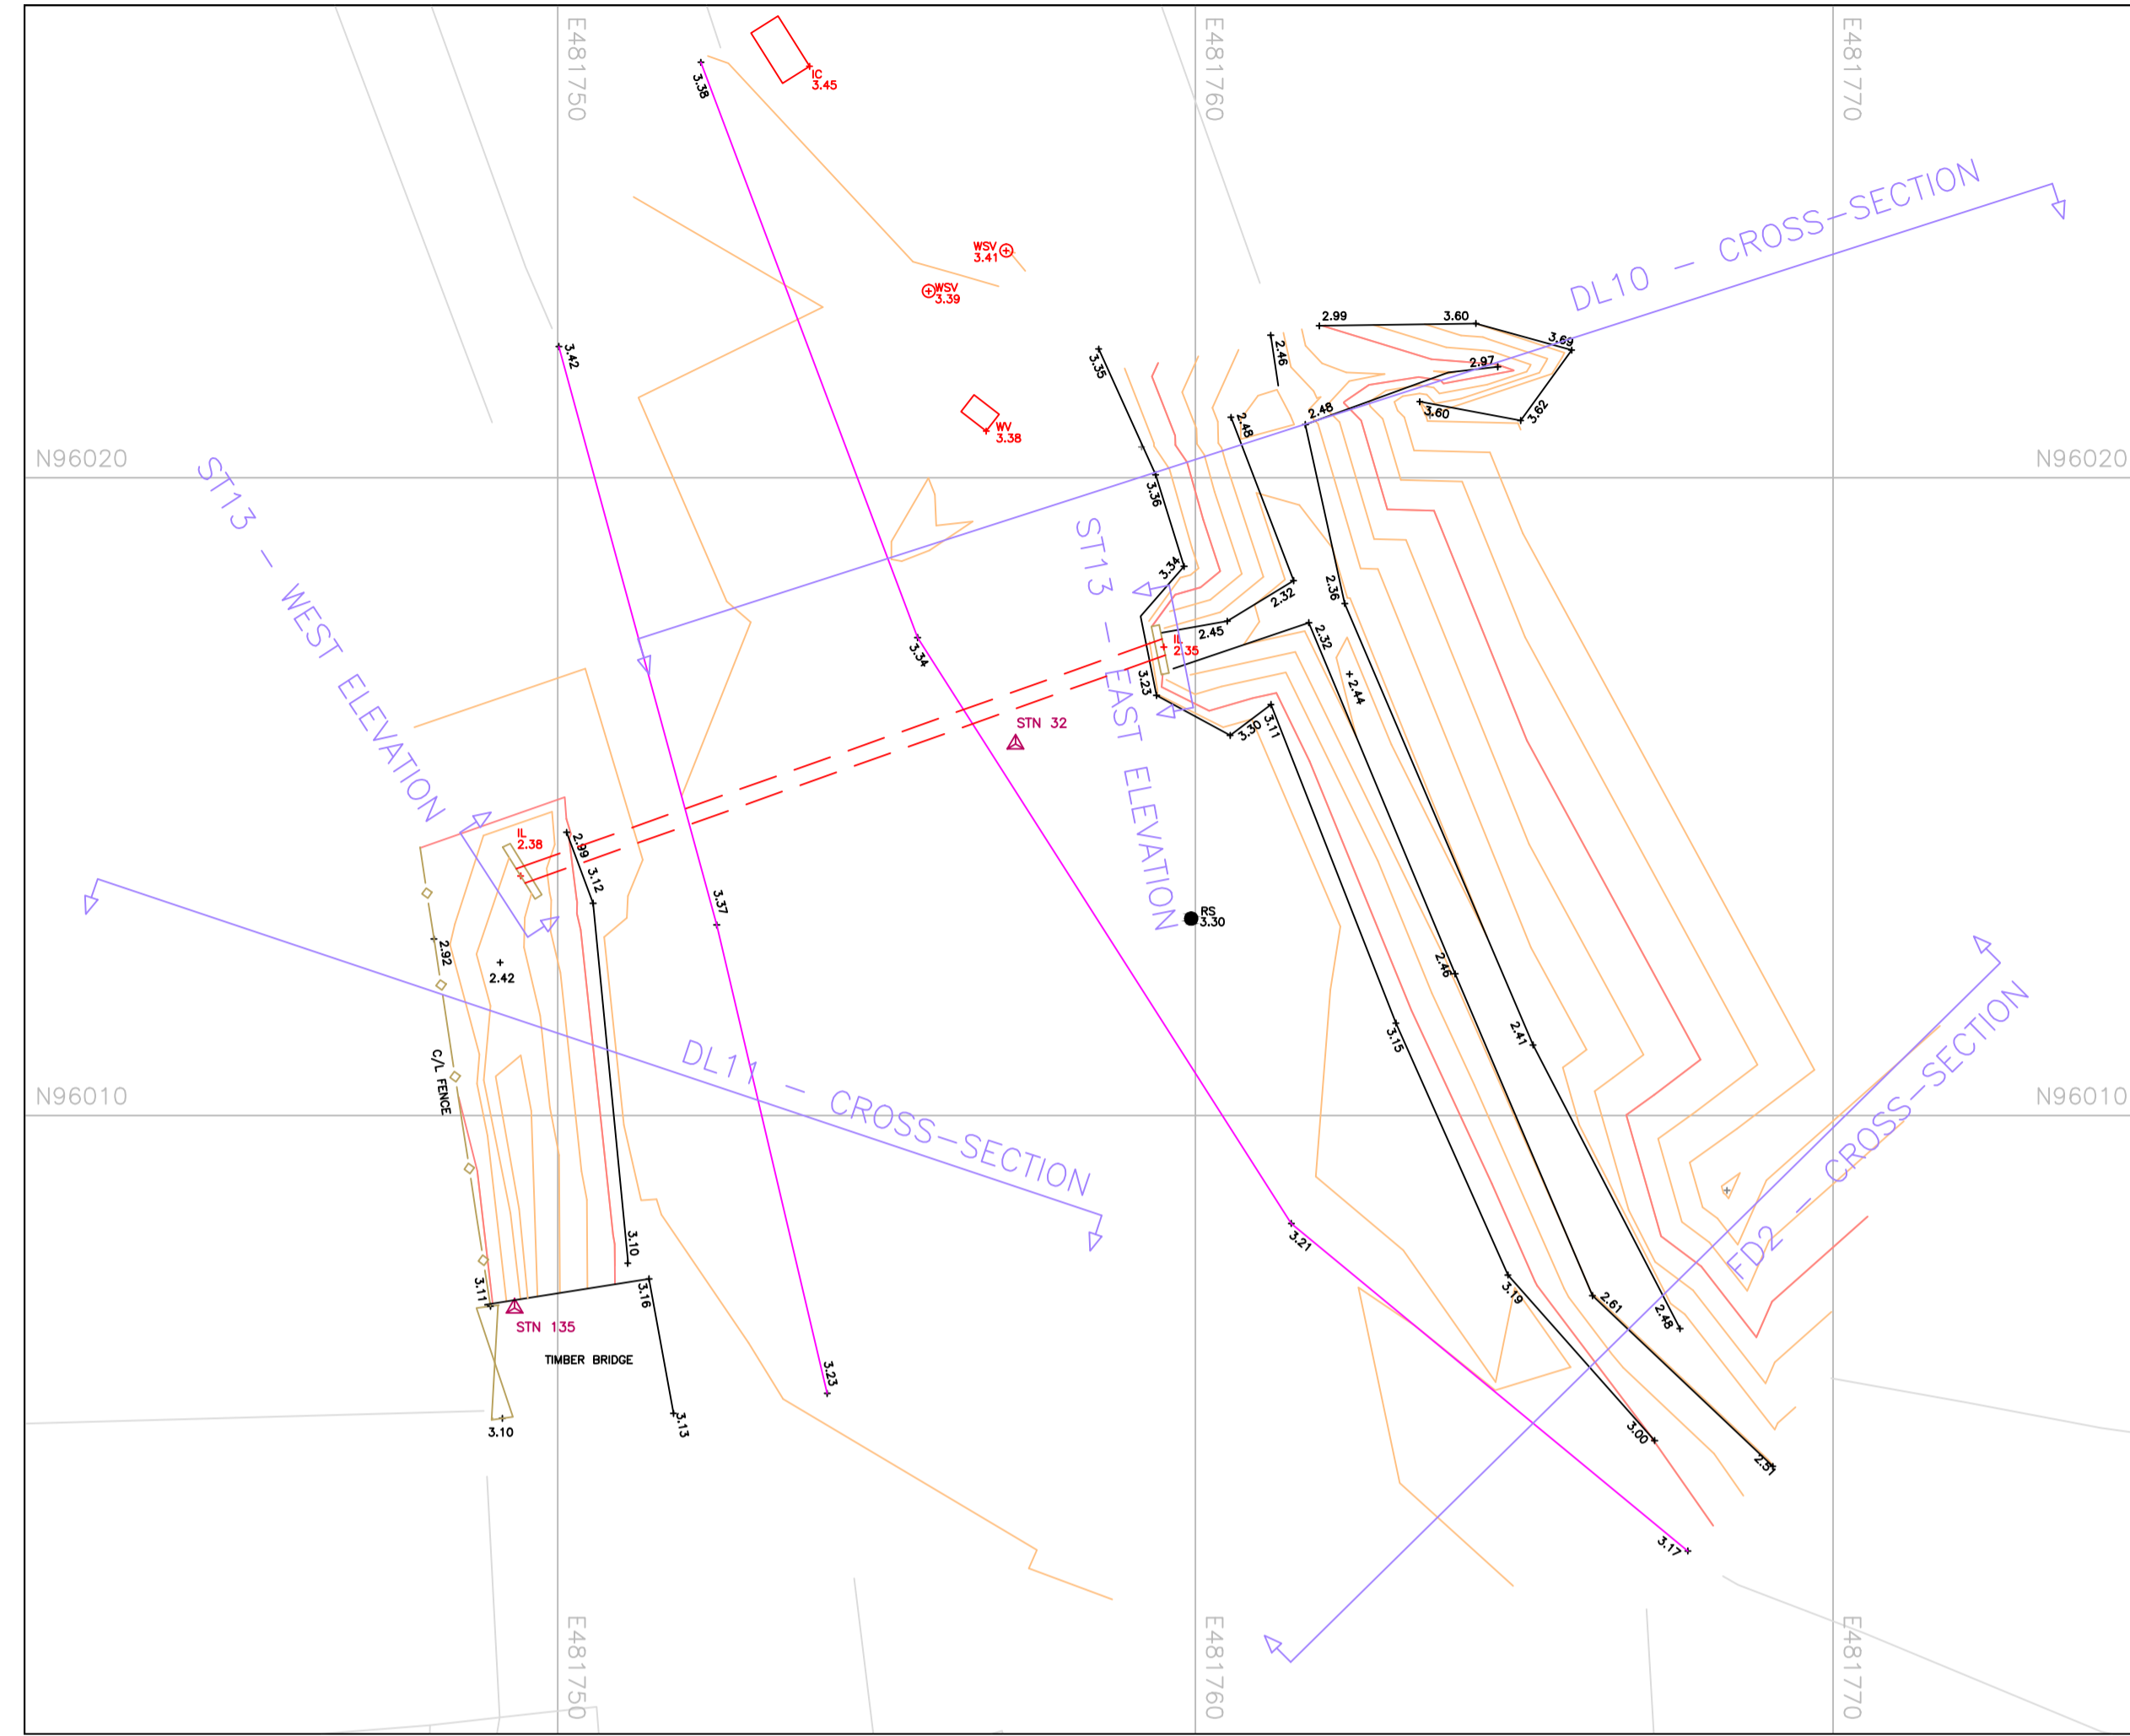 E481750
E481760
E481770
IC
3.45
3.38
DL10 - CROSS-SECTION
WSV
3.41
WSV
3.39
2.99
3.60
3.69
3.42
3.35
2.46
2.97
2.48
2.48
3.60
3.62
WV
3.38
N96020
N96020
ST13 - WEST ELEVATION
3.36
ST13 - EAST ELEVATION
3.34
2.36
2.32
2.45
2.32
IL
2.35
3.34
3.23
2.44
3.30
3.11
STN 32
IL
2.38
2.99
3.12
3.37
RS
3.30
2.92
2.42
2.46
3.15
2.41
DL11 - CROSS-SECTION
FD2 - CROSS-SECTION
C/L FENCE
N96010
N96010
3.10
3.21
3.11
3.16
3.19
2.61
2.48
STN 135
TIMBER BRIDGE
3.23
3.10
3.13
3.00
2.51
3.17
E481750
E481760
E481770